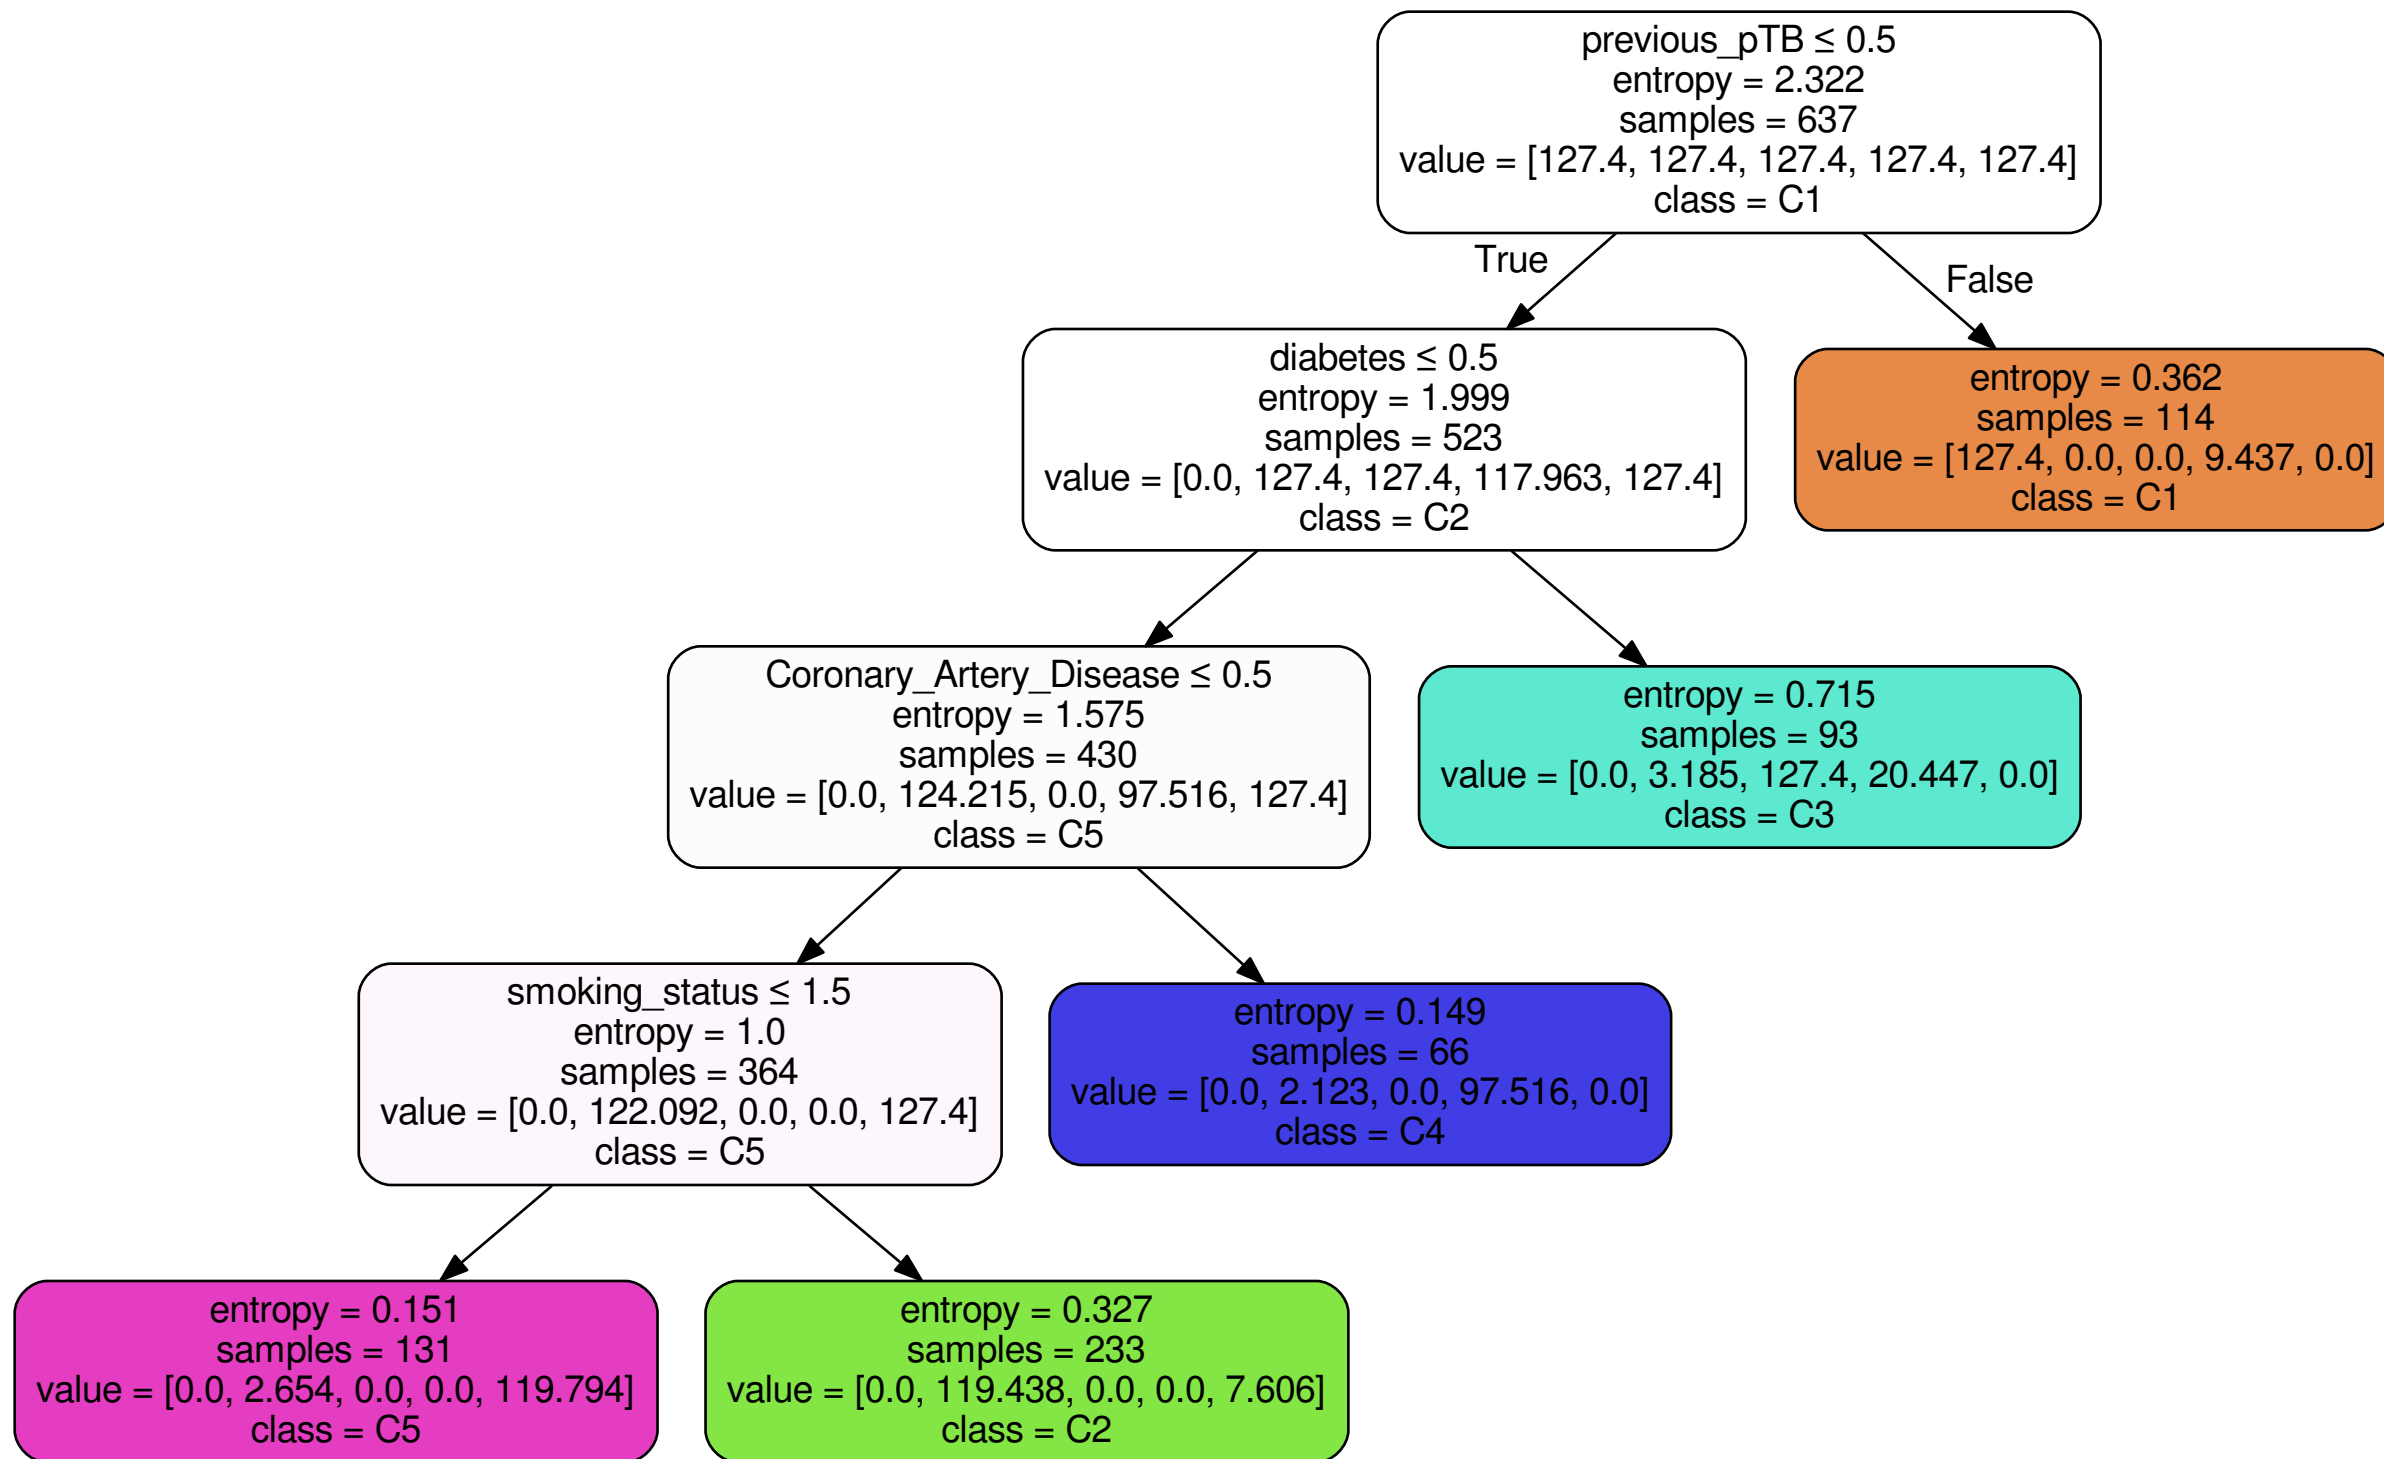 previous_pTB ≤ 0.5
entropy = 2.322
samples = 637
value = [127.4, 127.4, 127.4, 127.4, 127.4]
class = C1
True
False
diabetes ≤ 0.5
entropy = 1.999
samples = 523
value = [0.0, 127.4, 127.4, 117.963, 127.4]
class = C2
entropy = 0.362
samples = 114
value = [127.4, 0.0, 0.0, 9.437, 0.0]
class = C1
Coronary_Artery_Disease ≤ 0.5
entropy = 1.575
samples = 430
value = [0.0, 124.215, 0.0, 97.516, 127.4]
class = C5
entropy = 0.715
samples = 93
value = [0.0, 3.185, 127.4, 20.447, 0.0]
class = C3
smoking_status ≤ 1.5
entropy = 1.0
samples = 364
value = [0.0, 122.092, 0.0, 0.0, 127.4]
class = C5
entropy = 0.149
samples = 66
value = [0.0, 2.123, 0.0, 97.516, 0.0]
class = C4
entropy = 0.151
samples = 131
value = [0.0, 2.654, 0.0, 0.0, 119.794]
class = C5
entropy = 0.327
samples = 233
value = [0.0, 119.438, 0.0, 0.0, 7.606]
class = C2